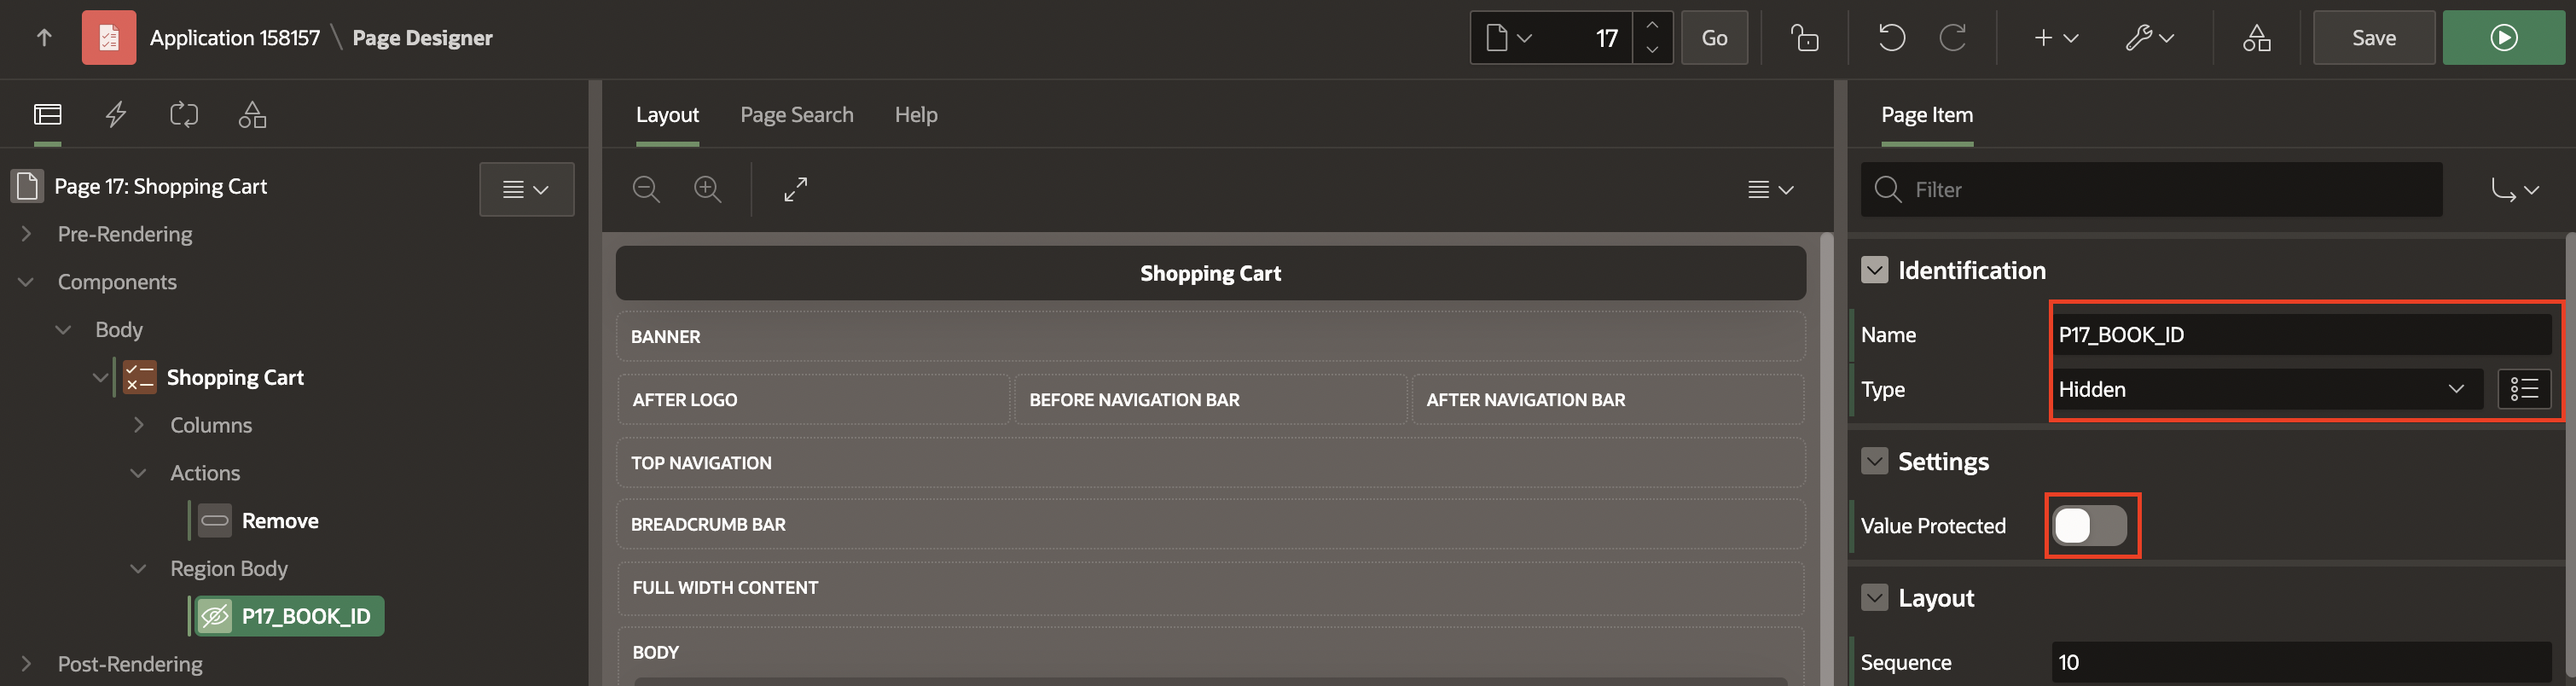 Application 158157 \ Page Designer
17
Go
Save
Layout
Page Search
Help
Page Item
Page 17: Shopping Cart
Pre-Rendering
Components
Body
Shopping Cart
Columns
Actions
Remove
Region Body
P17_BOOK_ID
Post-Rendering
Shopping Cart
BANNER
AFTER LOGO
BEFORE NAVIGATION BAR
AFTER NAVIGATION BAR
TOP NAVIGATION
BREADCRUMB BAR
FULL WIDTH CONTENT
BODY
Filter
Identification
Name
P17_BOOK_ID
Type
Hidden
Settings
Value Protected
Layout
Sequence
10